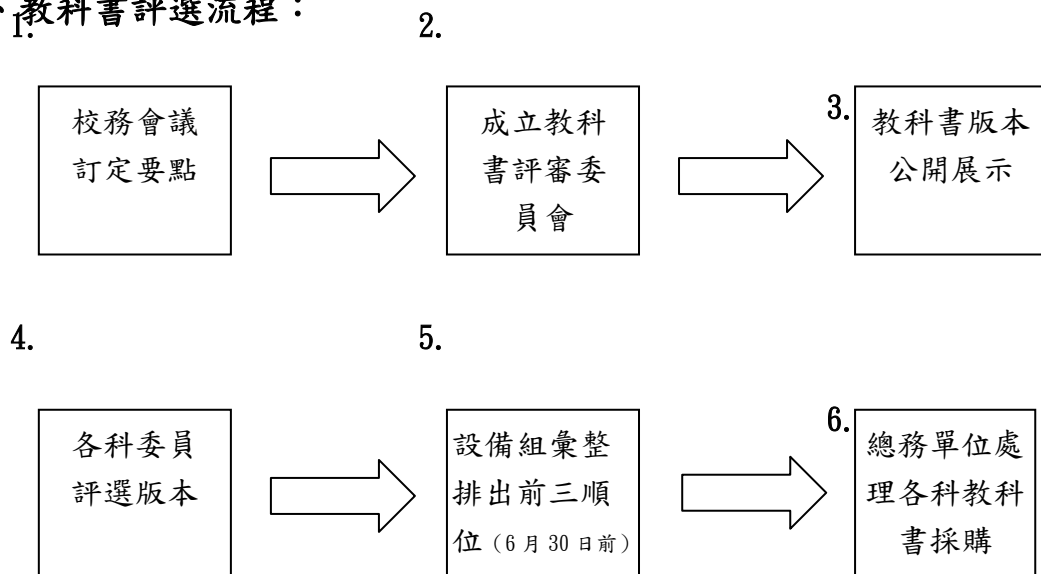 、教科書評選流程：
1.
校務會議
訂定要點
2.
成立教科
書評審委
員會
3.
教科書版本
公開展示
4.
各科委員
評選版本
5.
設備組彙整
排出前三順
位(6月30日前)
6.
總務單位處
理各科教科
書採購